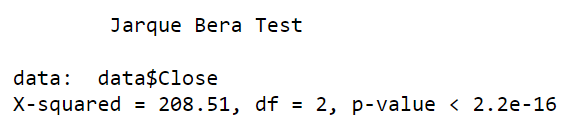 Jarque Bera Test
data:  data$Close
X-squared = 208.51, df = 2, p-value < 2.2e-16